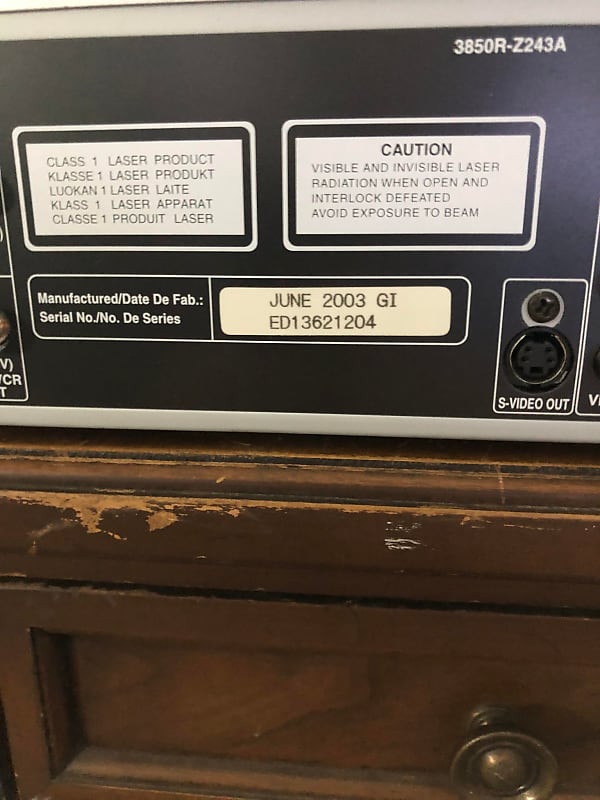 3850R-Z243A
CLASS 1 LASER PRODUCT
KLASSE 1 LASER PRODUKT
LUOKAN 1 LASER LAITE
KLASS 1 LASER APPARAT
CLASSE 1 PRODUIT LASER
CAUTION
VISIBLE AND INVISIBLE LASER
RADIATION WHEN OPEN AND
INTERLOCK DEFEATED
AVOID EXPOSURE TO BEAM
Manufactured/Date De Fab.:
Serial No./No. De Series
JUNE 2003 GI
ED13621204
S-VIDEO OUT